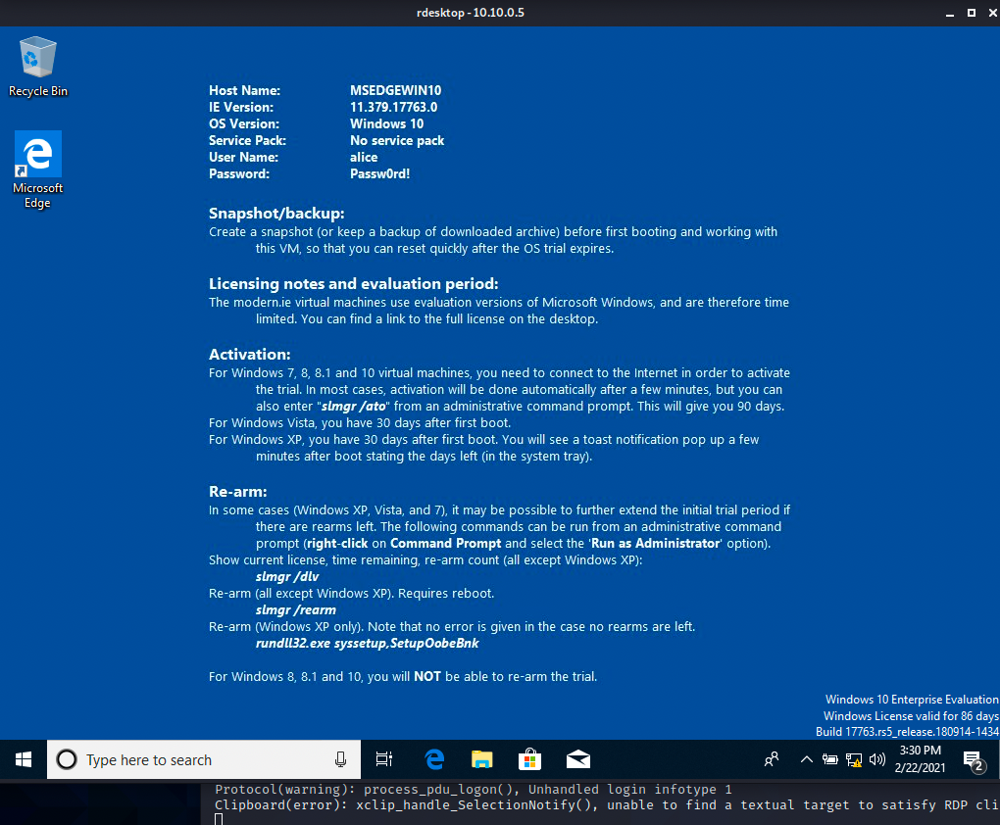 rdesktop - 10.10.0.5
Recycle Bin
Microsoft
Edge
Host Name: MSEDGEWIN10
IE Version: 11.379.17763.0
OS Version: Windows 10
Service Pack: No service pack
User Name: alice
Password: Passw0rd!
Snapshot/backup:
Create a snapshot (or keep a backup of downloaded archive) before first booting and working with
this VM, so that you can reset quickly after the OS trial expires.
Licensing notes and evaluation period:
The modern.ie virtual machines use evaluation versions of Microsoft Windows, and are therefore time
limited. You can find a link to the full license on the desktop.
Activation:
For Windows 7, 8, 8.1 and 10 virtual machines, you need to connect to the Internet in order to activate
the trial. In most cases, activation will be done automatically after a few minutes, but you can
also enter "slmgr /ato" from an administrative command prompt. This will give you 90 days.
For Windows Vista, you have 30 days after first boot.
For Windows XP, you have 30 days after first boot. You will see a toast notification pop up a few
minutes after boot stating the days left (in the system tray).
Re-arm:
In some cases (Windows XP, Vista, and 7), it may be possible to further extend the initial trial period if
there are rearms left. The following commands can be run from an administrative command
prompt (right-click on Command Prompt and select the 'Run as Administrator' option).
Show current license, time remaining, re-arm count (all except Windows XP):
slmgr /dlv
Re-arm (all except Windows XP). Requires reboot.
slmgr /rearm
Re-arm (Windows XP only). Note that no error is given in the case no rearms are left.
rundll32.exe syssetup,SetupOobeBnk
For Windows 8, 8.1 and 10, you will NOT be able to re-arm the trial.
Windows 10 Enterprise Evaluation
Windows License valid for 86 days
Build 17763.rs5_release.180914-1434
Type here to search
3:30 PM
2/22/2021
2
Protocol(warning): process_pdu_logon(), Unhandled login infotype 1
Clipboard(error): xclip_handle_SelectionNotify(), unable to find a textual target to satisfy RDP cli